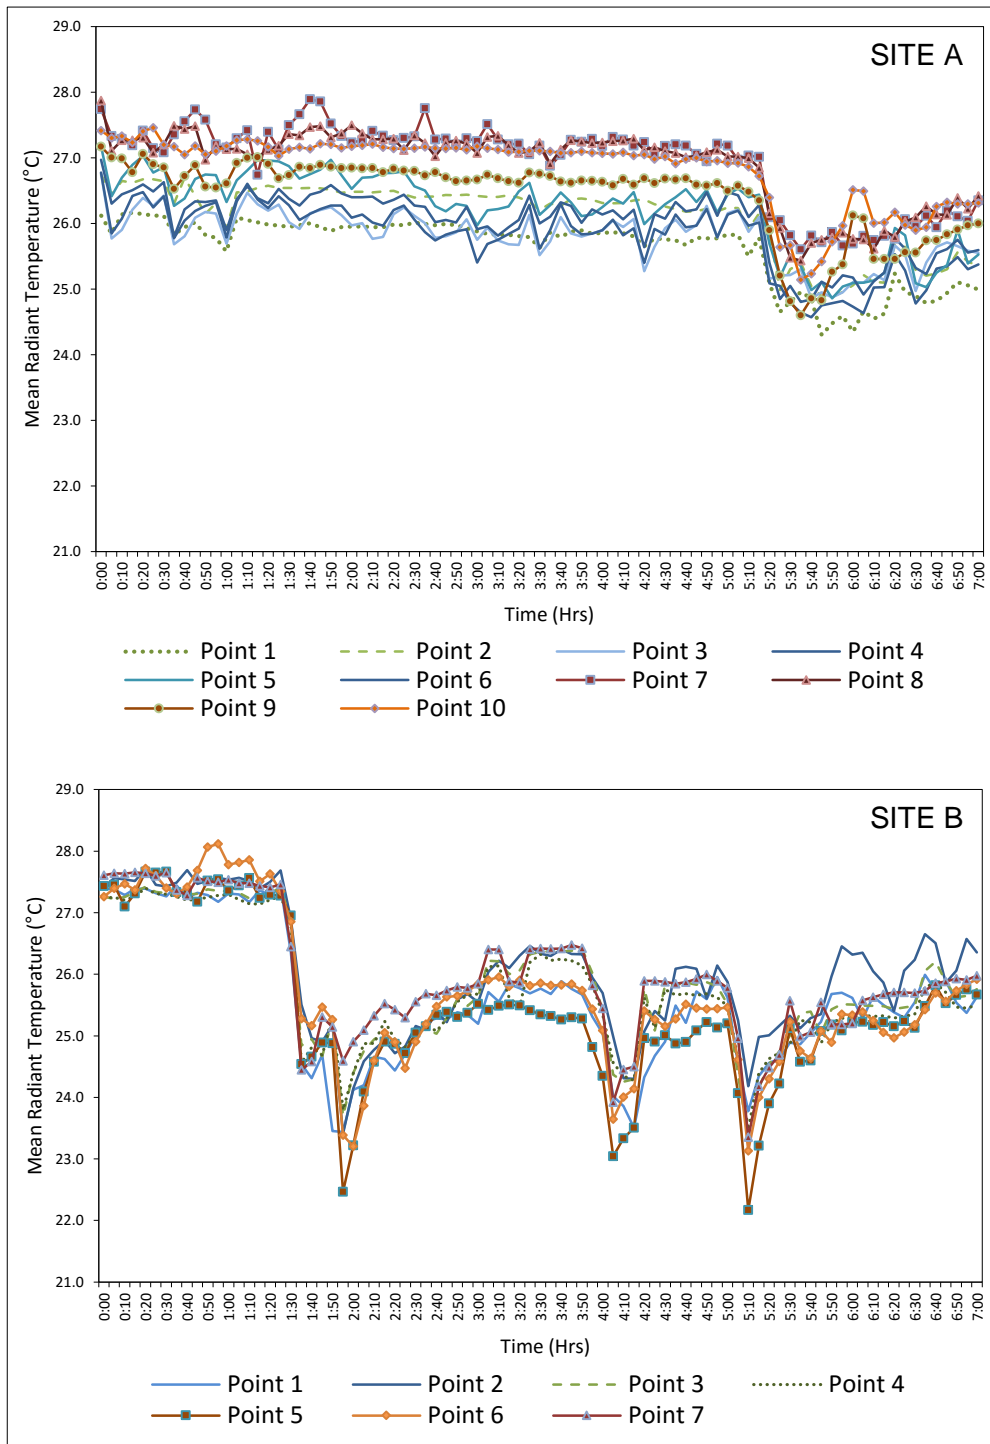 SITE A
29.0
28.0
27.0
26.0
25.0
24.0
23.0
22.0
21.0
Mean Radiant Temperature (°C)
0:00 0:10 0:20 0:30 0:40 0:50 1:00 1:10 1:20 1:30 1:40 1:50 2:00 2:10 2:20 2:30 2:40 2:50 3:00 3:10 3:20 3:30 3:40 3:50 4:00 4:10 4:20 4:30 4:40 4:50 5:00 5:10 5:20 5:30 5:40 5:50 6:00 6:10 6:20 6:30 6:40 6:50 7:00
Time (Hrs)
Point 1 Point 2 Point 3 Point 4
Point 5 Point 6 Point 7 Point 8
Point 9 Point 10
SITE B
29.0
28.0
27.0
26.0
25.0
24.0
23.0
22.0
21.0
Mean Radiant Temperature (°C)
0:00 0:10 0:20 0:30 0:40 0:50 1:00 1:10 1:20 1:30 1:40 1:50 2:00 2:10 2:20 2:30 2:40 2:50 3:00 3:10 3:20 3:30 3:40 3:50 4:00 4:10 4:20 4:30 4:40 4:50 5:00 5:10 5:20 5:30 5:40 5:50 6:00 6:10 6:20 6:30 6:40 6:50 7:00
Time (Hrs)
Point 1 Point 2 Point 3 Point 4
Point 5 Point 6 Point 7